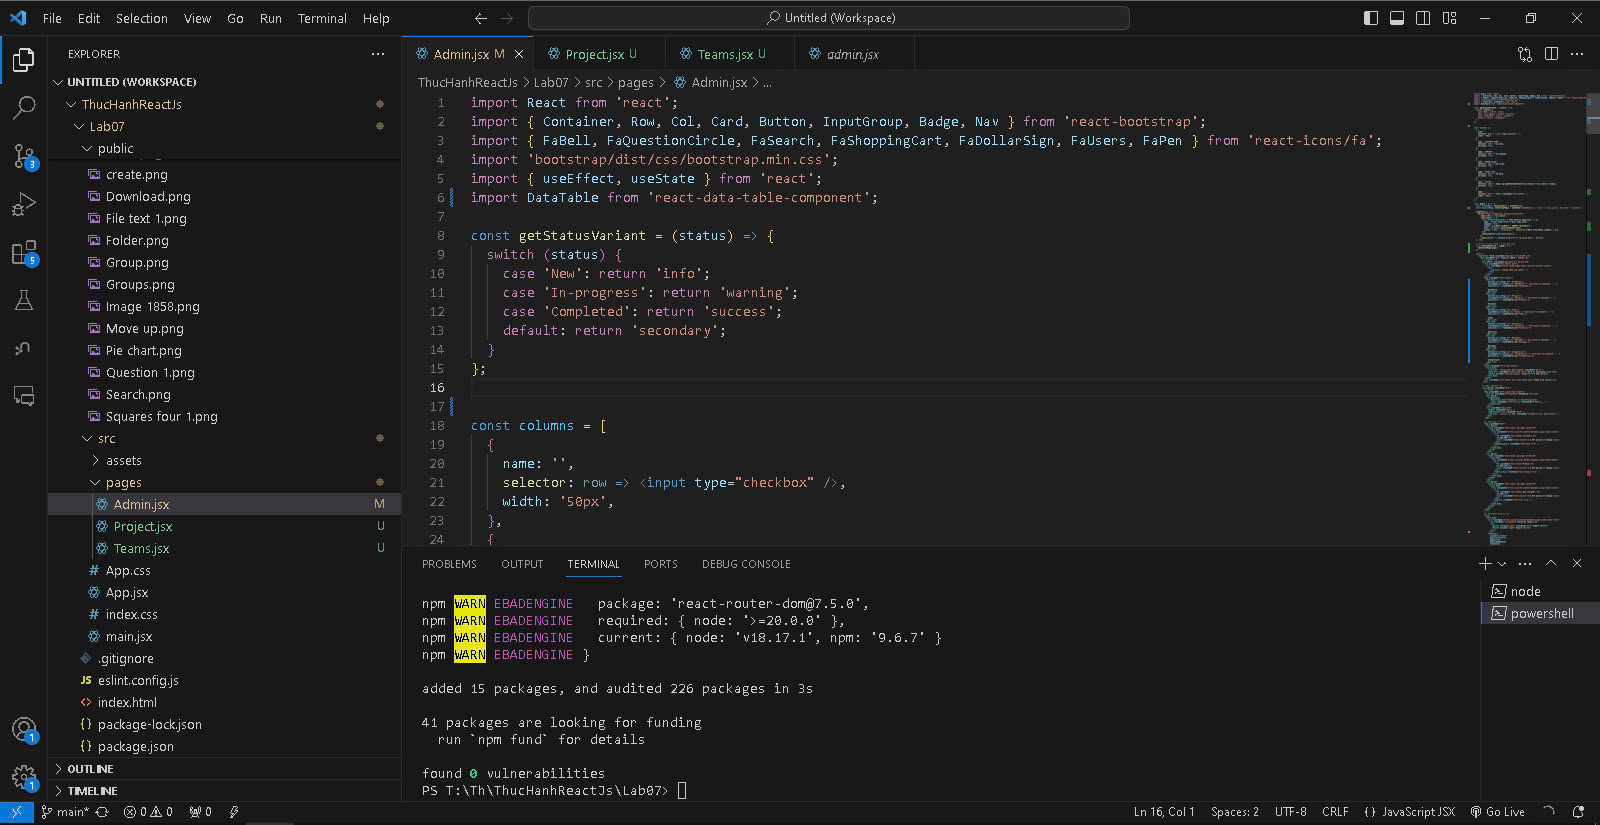 File Edit Selection View Go Run Terminal Help
Untitled (Workspace)
EXPLORER
UNTITLED (WORKSPACE)
ThucHanhReactJs
Lab07
public
create.png
Download.png
File text 1.png
Folder.png
Group.png
Groups.png
Image 1858.png
Move up.png
Pie chart.png
Question 1.png
Search.png
Squares four 1.png
src
assets
pages
Admin.jsx M
Project.jsx U
Teams.jsx U
App.css
App.jsx
index.css
main.jsx
.gitignore
eslint.config.js
index.html
package-lock.json
package.json
OUTLINE
TIMELINE
3
5
1
1
Admin.jsx M
Project.jsx U
Teams.jsx U
admin.jsx
ThucHanhReactJs > Lab07 > src > pages > Admin.jsx > ...
1 import React from 'react';
2 import { Container, Row, Col, Card, Button, InputGroup, Badge, Nav } from 'react-bootstrap';
3 import { FaBell, FaQuestionCircle, FaSearch, FaShoppingCart, FaDollarSign, FaUsers, FaPen } from 'react-icons/fa';
4 import 'bootstrap/dist/css/bootstrap.min.css';
5 import { useEffect, useState } from 'react';
6 import DataTable from 'react-data-table-component';
7
8 const getStatusVariant = (status) => {
9 switch (status) {
10 case 'New': return 'info';
11 case 'In-progress': return 'warning';
12 case 'Completed': return 'success';
13 default: return 'secondary';
14 }
15 };
16
17
18 const columns = [
19 {
20 name: '',
21 selector: row => <input type="checkbox" />,
22 width: '50px',
23 },
24 {
PROBLEMS OUTPUT TERMINAL PORTS DEBUG CONSOLE
npm WARN EBADENGINE package: 'react-router-dom@7.5.0',
npm WARN EBADENGINE required: { node: '>=20.0.0' },
npm WARN EBADENGINE current: { node: 'v18.17.1', npm: '9.6.7' }
npm WARN EBADENGINE }
added 15 packages, and audited 226 packages in 3s
41 packages are looking for funding
run `npm fund` for details
found 0 vulnerabilities
PS T:\Th\ThucHanhReactJs\Lab07>
node
powershell
main* 0 0 0
Ln 16, Col 1 Spaces: 2 UTF-8 CRLF {} JavaScript JSX Go Live